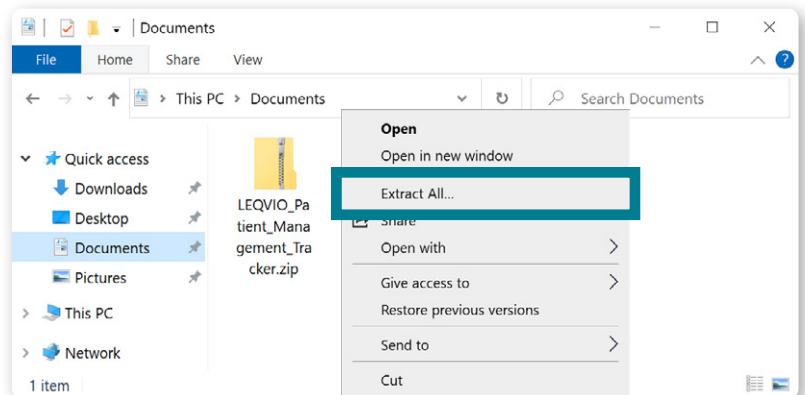 Documents
File Home Share View
This PC > Documents
Search Documents
Quick access
Downloads
Desktop
Documents
Pictures
This PC
Network
LEQVIO_Pa
tient_Mana
gement_Tra
cker.zip
Open
Open in new window
Extract All...
Share
Open with
Give access to
Restore previous versions
Send to
Cut
1 item